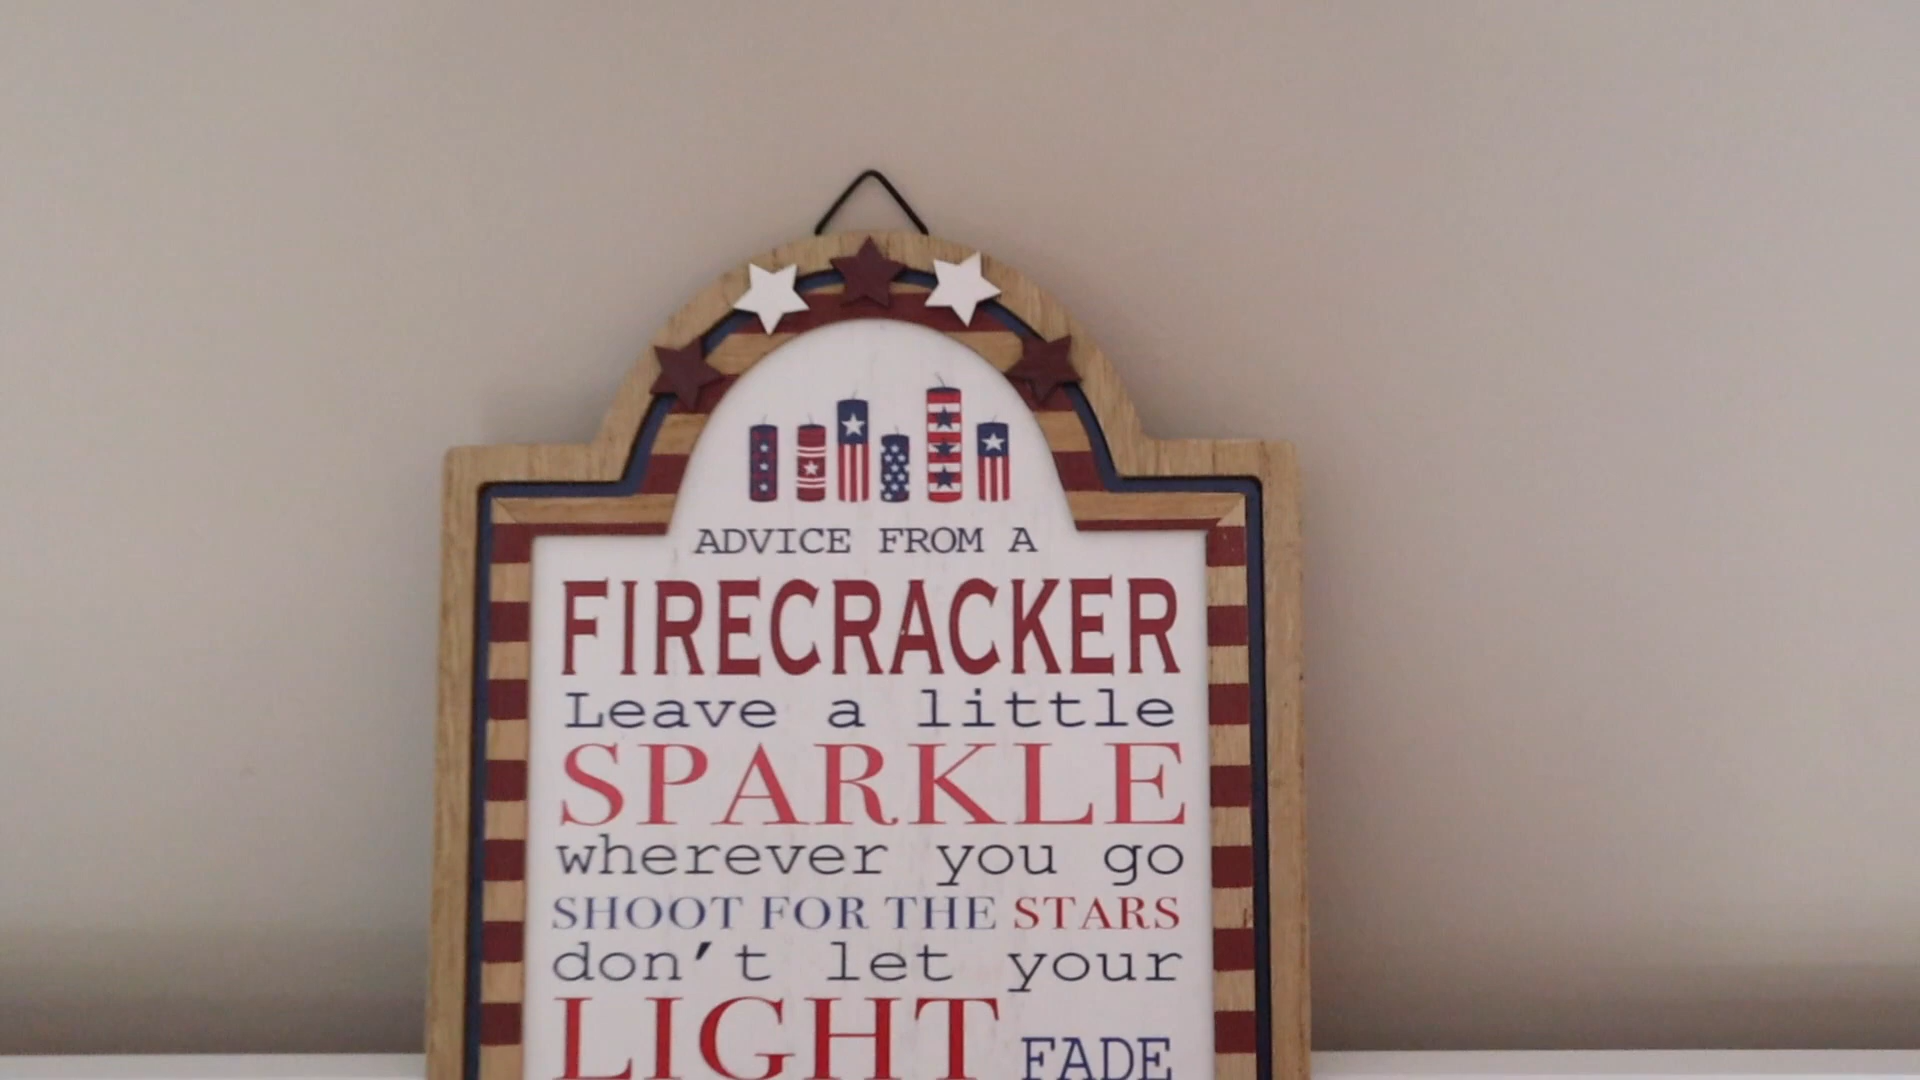 ADVICE FROM A
FIRECRACKER
Leave a little
SPARKLE
wherever you go
SHOOT FOR THE STARS
don't let your
LIGHT FADE